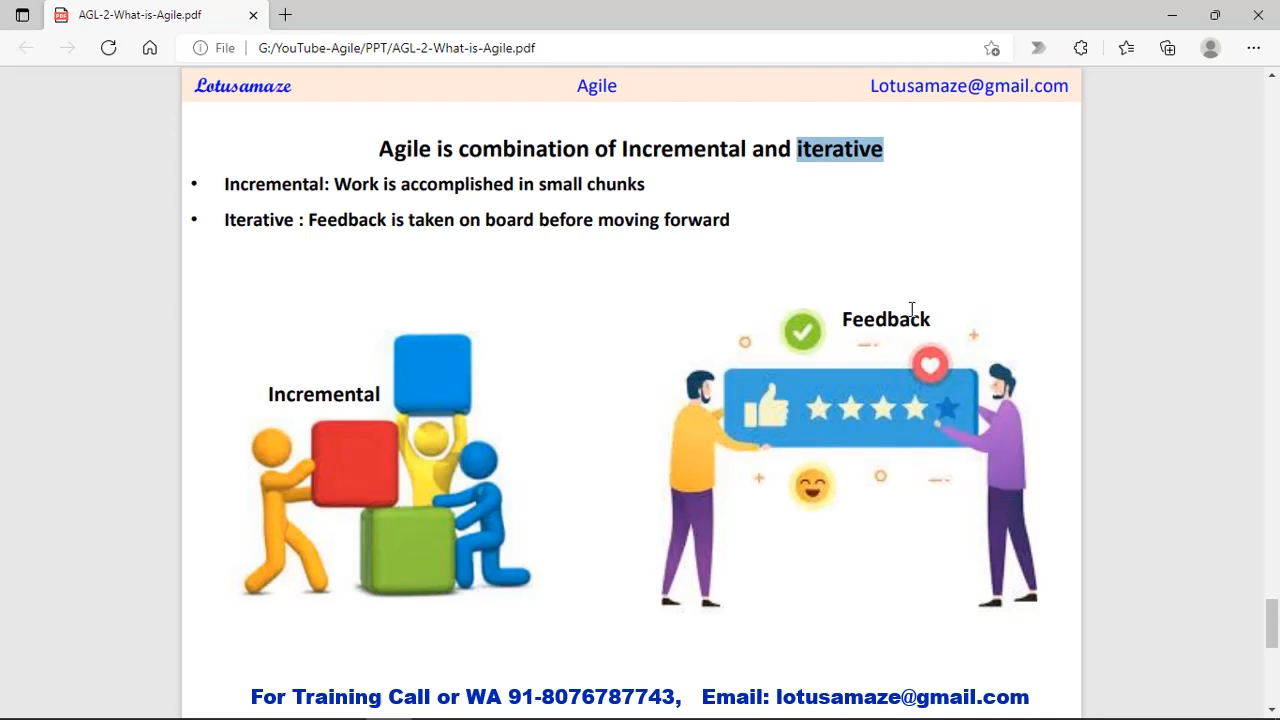 AGL-2-What-is-Agile.pdf
File
G:/YouTube-Agile/PPT/AGL-2-What-is-Agile.pdf
Lotusamaze
Agile
Lotusamaze@gmail.com
Agile is combination of Incremental and iterative
• Incremental: Work is accomplished in small chunks
• Iterative : Feedback is taken on board before moving forward
Feedback
Incremental
For Training Call or WA 91-8076787743, Email: lotusamaze@gmail.com